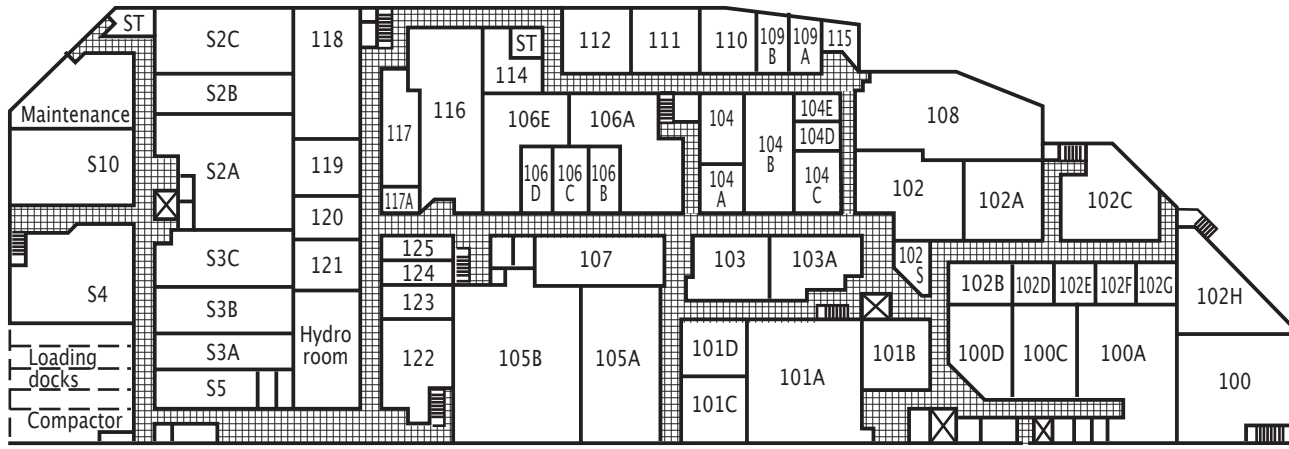 ST
S2C
118
112
111
110
109
B
109
A
115
ST
114
S2B
116
Maintenance
S10
S2A
117
117A
106E
106A
106
D
106
C
106
B
104
104
A
104
B
104E
104D
104
C
108
119
120
121
102
102A
102C
S4
S3C
S3B
S3A
S5
Hydro
room
125
124
123
122
107
103
103A
102
S
102B
102D
102E
102F
102G
102H
Loading
docks
Compactor
105B
105A
101D
101C
101A
101B
100D
100C
100A
100